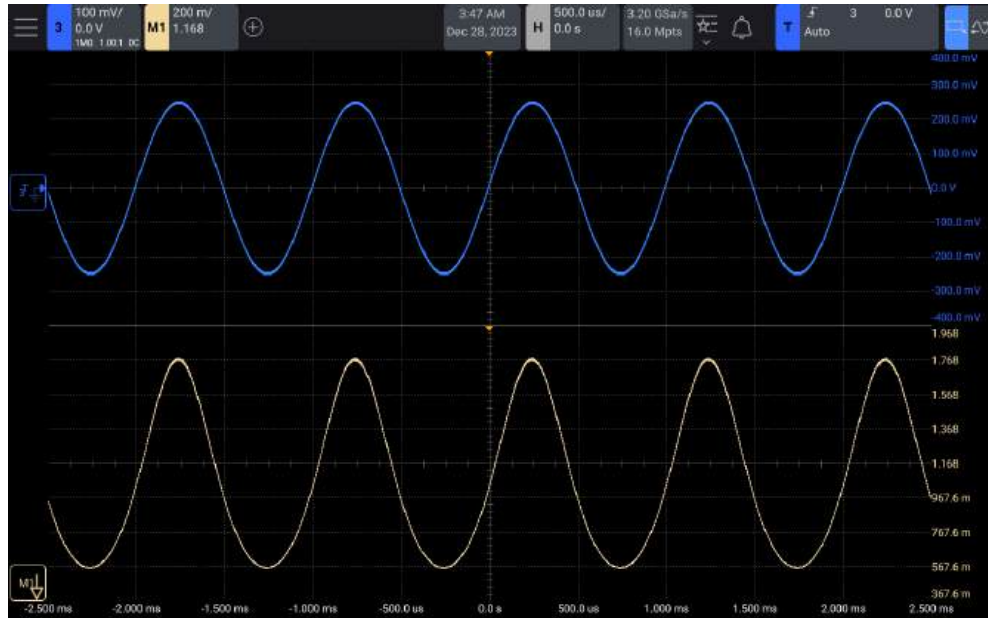 3 100 mV/ 0.0 V 1MΩ 1.00:1 DC
M1 200 m/ 1.168
3:47 AM
Dec 28, 2023
H 500.0 us/ 0.0 s
3.20 GSa/s
16.0 Mpts
T 3 0.0 V
Auto
400.0 mV
300.0 mV
200.0 mV
100.0 mV
0.0 V
-100.0 mV
-200.0 mV
-300.0 mV
-400.0 mV
1.968
1.768
1.568
1.368
1.168
967.6 m
767.6 m
567.6 m
367.6 m
M1
-2.500 ms -2.000 ms -1.500 ms -1.000 ms -500.0 us 0.0 s 500.0 us 1.000 ms 1.500 ms 2.000 ms 2.500 ms